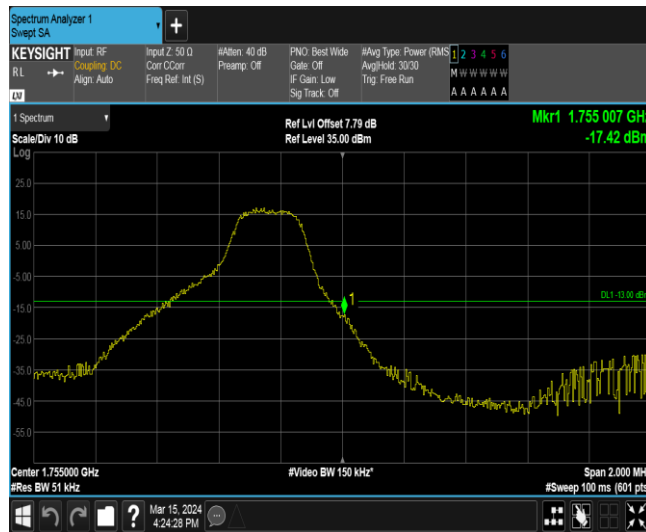 Spectrum Analyzer 1
Swept SA
KEYSIGHT
RL
LXI
Input: RF
Coupling: DC
Align: Auto
Input Z: 50 Ω
Corr CCorr
Freq Ref: Int (S)
#Atten: 40 dB
Preamp: Off
PNO: Best Wide
Gate: Off
IF Gain: Low
Sig Track: Off
#Avg Type: Power (RMS
Avg|Hold: 30/30
Trig: Free Run
1 2 3 4 5 6
M W W W W W
A A A A A A
1 Spectrum
Scale/Div 10 dB
Log
Ref Lvl Offset 7.79 dB
Ref Level 35.00 dBm
Mkr1 1.755 007 GHz
-17.42 dBm
25.0
15.0
5.00
-5.00
-15.0
-25.0
-35.0
-45.0
-55.0
1
DL1 -13.00 dBm
Center 1.755000 GHz
#Res BW 51 kHz
#Video BW 150 kHz*
Span 2.000 MH
#Sweep 100 ms (601 pts
?
Mar 15, 2024
4:24:28 PM